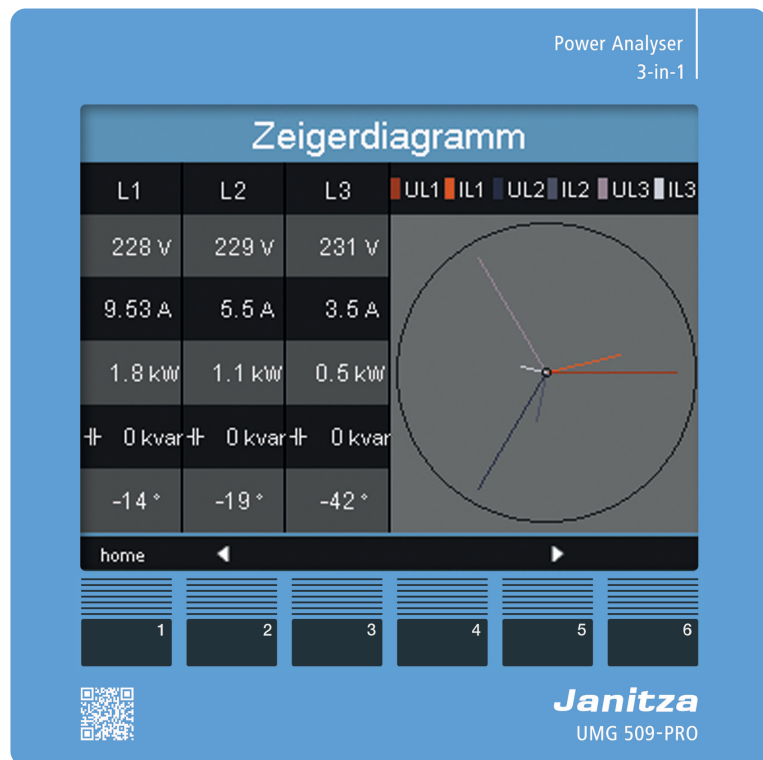 Power Analyser
3-in-1
Zeigerdiagramm
L1 L2 L3 UL1 IL1 UL2 IL2 UL3 IL3
228 V 229 V 231 V
9.53 A 5.5 A 3.5 A
1.8 kW 1.1 kW 0.5 kW
0 kvar 0 kvar 0 kvar
-14 ° -19 ° -42 °
home
1 2 3 4 5 6
Janitza
UMG 509-PRO